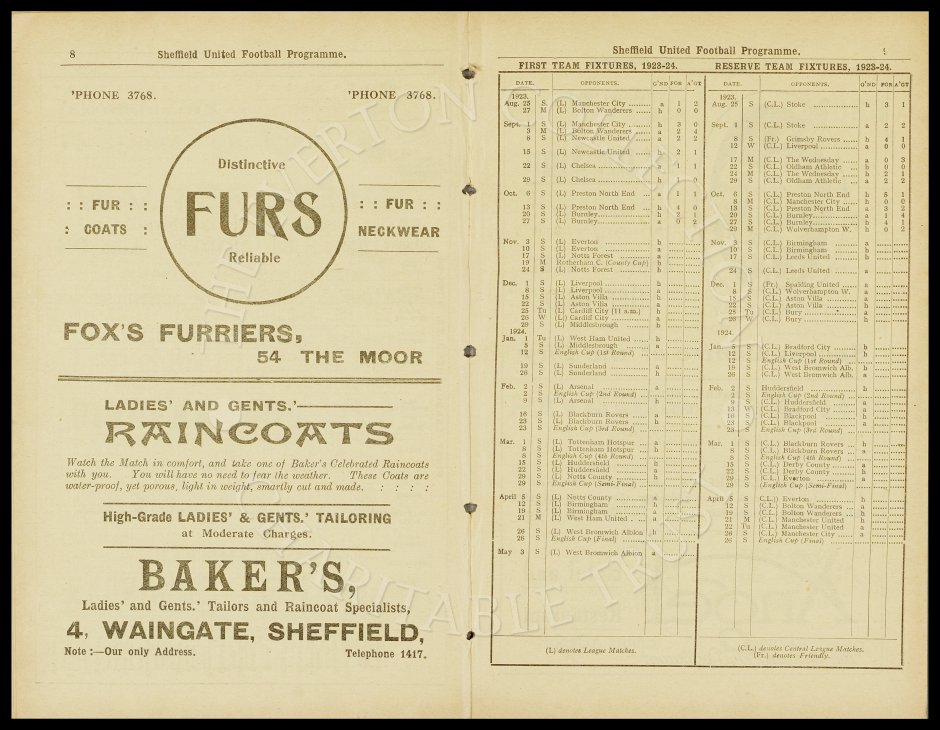 8
Sheffield United Football Programme.
'PHONE 3768. 'PHONE 3768.
Distinctive
FURS
Reliable
: : FUR : :
: COATS :
: : FUR : :
NECKWEAR
FOX'S FURRIERS,
54 THE MOOR
LADIES' AND GENTS.'
RAINCOATS
Watch the Match in comfort, and take one of Baker's Celebrated Raincoats
with you. You will have no need to fear the weather. These Coats are
water-proof, yet porous, light in weight, smartly cut and made. : : : :
High-Grade LADIES' & GENTS.' TAILORING
at Moderate Charges.
BAKER'S,
Ladies' and Gents.' Tailors and Raincoat Specialists,
4, WAINGATE, SHEFFIELD,
Note :—Our only Address. Telephone 1417.
Sheffield United Football Programme.
FIRST TEAM FIXTURES, 1923-24.
DATE. OPPONENTS. G'ND FOR A'GT
1923.
Aug. 25 S (L) Manchester City a 1 2
27 M (L) Bolton Wanderers h 0 0
Sept. 1 S (L) Manchester City h 3 0
3 M (L) Bolton Wanderers a 2 4
8 S (L) Newcastle United a 2 2
15 S (L) Newcastle United h 2 1
22 S (L) Chelsea 1 1
29 S (L) Chelsea h 1 0
Oct. 6 S (L) Preston North End a 1 1
13 S (L) Preston North End h 4 0
20 S (L) Burnley h 2 1
27 S (L) Burnley a 0 2
Nov. 3 S (L) Everton h
10 S (L) Everton a
17 S (L) Notts Forest a
19 M Rotherham C. (County Cup) h
24 S (L) Notts Forest h
Dec. 1 S (L) Liverpool h
8 S (L) Liverpool a
15 S (L) Aston Villa h
22 S (L) Aston Villa a
25 Tu (L) Cardiff City (11 a.m.) h
26 W (L) Cardiff City a
29 S (L) Middlesbrough h
1924.
Jan. 1 Tu (L) West Ham United h
5 S (L) Middlesbrough a
12 S English Cup (1st Round)
19 S (L) Sunderland a
26 S (L) Sunderland h
Feb. 2 S (L) Arsenal a
2 S English Cup (2nd Round)
9 S (L) Arsenal h
16 S (L) Blackburn Rovers a
23 S (L) Blackburn Rovers h
23 S English Cup (3rd Round)
Mar. 1 S (L) Tottenham Hotspur a
8 S (L) Tottenham Hotspur h
8 S English Cup (4th Round)
15 S (L) Huddersfield h
22 S (L) Huddersfield a
29 S (L) Notts County h
29 S English Cup (Semi-Final)
April 5 S (L) Notts County a
12 S (L) Birmingham h
19 S (L) Birmingham a
21 M (L) West Ham United a
26 S (L) West Bromwich Albion h
26 S English Cup (Final)
May 3 S (L) West Bromwich Albion a
(L) denotes League Matches.
RESERVE TEAM FIXTURES, 1923-24.
DATE. OPPONENTS. G'ND FOR A'GT
1923.
Aug. 25 S (C.L.) Stoke h 3 1
Sept. 1 S (C.L.) Stoke a 2 2
8 S (Fr.) Grimsby Rovers h 4 1
12 W (C.L.) Liverpool a 0 0
17 M (C.L.) The Wednesday a 0 3
22 S (C.L.) Oldham Athletic h 0 0
24 M (C.L.) The Wednesday h 2 1
29 S (C.L.) Oldham Athletic a 2 2
Oct. 6 S (C.L.) Preston North End h 5 1
8 M (C.L.) Manchester City h 0 0
13 S (C.L.) Preston North End a 3 2
20 S (C.L.) Burnley a 1 4
27 S (C.L.) Burnley h 4 1
29 M (C.L.) Wolverhampton W. h 0 2
Nov. 3 S (C.L.) Birmingham a
10 S (C.L.) Birmingham h
17 S (C.L.) Leeds United h
24 S (C.L.) Leeds United a
Dec. 1 S (Fr.) Spalding United a
8 S (C.L.) Wolverhampton W. a
15 S (C.L.) Aston Villa a
22 S (C.L.) Aston Villa h
25 Tu (C.L.) Bury a
26 W (C.L.) Bury h
1924
Jan. 5 S (C.L.) Bradford City h
12 S (C.L.) Liverpool h
12 S English Cup (1st Round)
19 S (C.L.) West Bromwich Alb. h
26 S (C.L.) West Bromwich Alb. a
Feb. 2 S Huddersfield h
2 S English Cup (2nd Round)
9 S (C.L.) Huddersfield a
13 W (C.L.) Bradford City a
16 S (C.L.) Blackpool h
23 S (C.L.) Blackpool a
23 S English Cup (3rd Round)
Mar. 1 S (C.L.) Blackburn Rovers h
8 S (C.L.) Blackburn Rovers a
8 S English Cup (4th Round)
15 S (C.L.) Derby County a
22 S (C.L.) Derby County h
29 S (C.L.) Everton a
29 S (English Cup (Semi-Final)
April 5 S (C.L.) Everton h
12 S (C.L.) Bolton Wanderers a
19 S (C.L.) Bolton Wanderers h
21 M (C.L.) Manchester United h
22 Tu (C.L.) Manchester United a
26 S (C.L.) Manchester City a
26 S English Cup (Final)
(C.L.) denotes Central League Matches.
(Fr.) denotes Friendly.
THE EVERTON COLLECTION
CHARITABLE TRUST